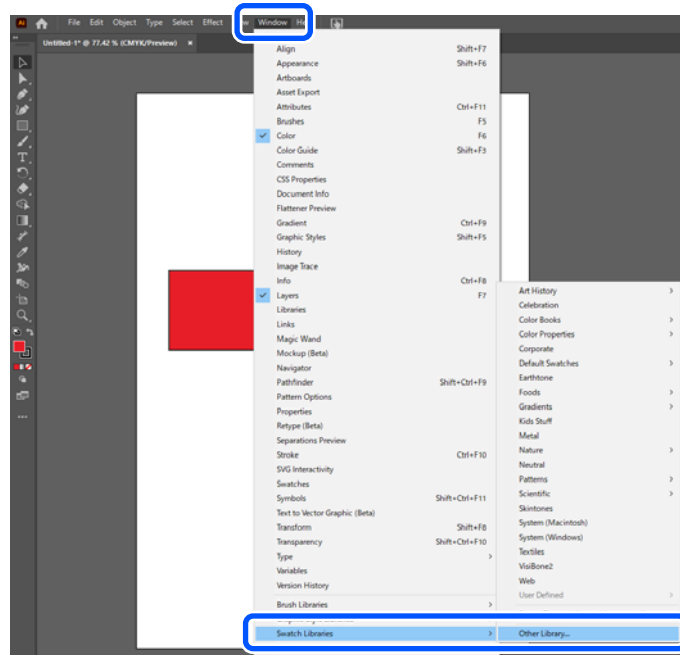 Ai File Edit Object Type Select Effect Window
Untitled-1* @ 77.42 % (CMYK/Preview) ×
Align Shift+F7
Appearance Shift+F6
Artboards
Asset Export
Attributes Ctrl+F11
Brushes F5
Color F6
Color Guide Shift+F3
Comments
CSS Properties
Document Info
Flattener Preview
Gradient Ctrl+F9
Graphic Styles Shift+F5
History
Image Trace
Info Ctrl+F8
Layers F7
Libraries
Links
Magic Wand
Mockup (Beta)
Navigator
Pathfinder Shift+Ctrl+F9
Pattern Options
Properties
Retype (Beta)
Separations Preview
Stroke Ctrl+F10
SVG Interactivity
Swatches
Symbols Shift+Ctrl+F11
Text to Vector Graphic (Beta)
Transform Shift+F8
Transparency Shift+Ctrl+F10
Type
Variables
Version History
Brush Libraries
Swatch Libraries
Art History
Celebration
Color Books
Color Properties
Corporate
Default Swatches
Earthtone
Foods
Gradients
Kids Stuff
Metal
Nature
Neutral
Patterns
Scientific
Skintones
System (Macintosh)
System (Windows)
Textiles
VisiBone2
Web
User Defined
Other Library...